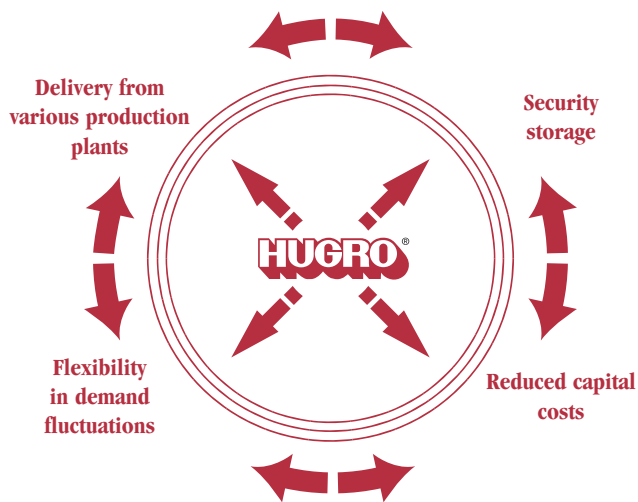 Delivery from
various production
plants
Security
storage
HUGRO®
Flexibility
in demand
fluctuations
Reduced capital
costs